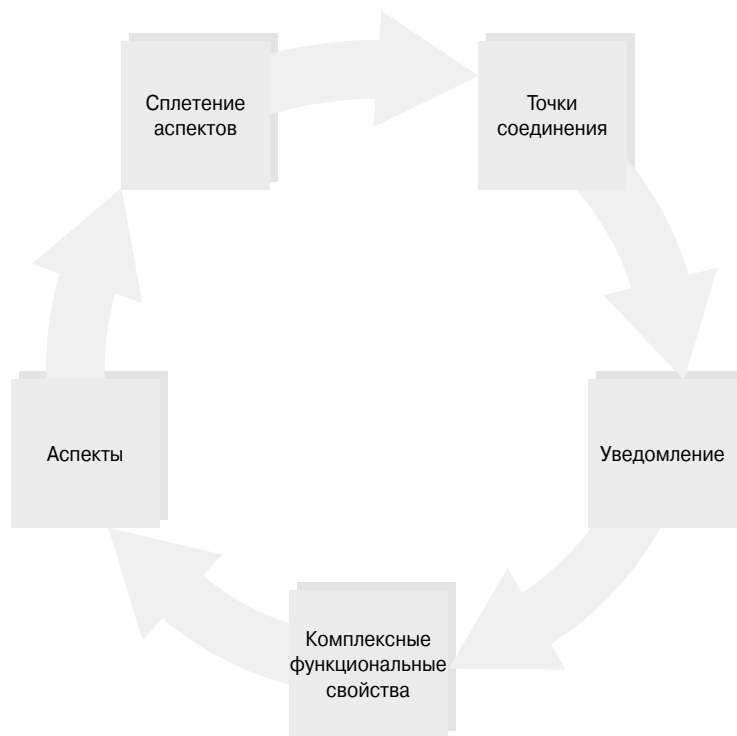 Сплетение
аспектов
Точки
соединения
Уведомление
Комплексные
функциональные
свойства
Аспекты